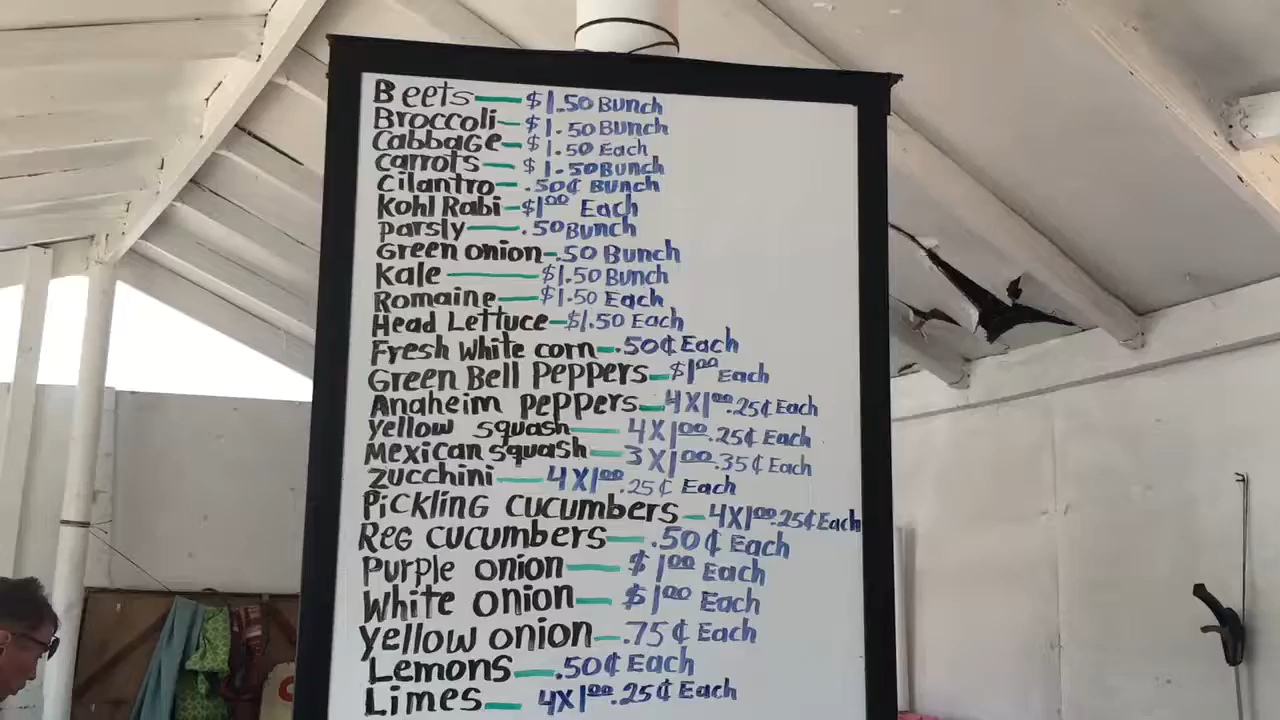 Beets — $1.50 Bunch
Broccoli — $1.50 Bunch
Cabbage — $1.50 Each
carrots — $1.50 Bunch
Cilantro — .50¢ Bunch
Kohl Rabi — $1.00 Each
Parsly — .50 Bunch
Green onion — .50 Bunch
Kale — $1.50 Bunch
Romaine — $1.50 Each
Head Lettuce — $1.50 Each
Fresh White corn — .50¢ Each
Green Bell Peppers — $1.00 Each
Anaheim Peppers — 4X1.00 .25¢ Each
Yellow squash — 4X1.00 .25¢ Each
Mexican squash — 3X1.00 .35¢ Each
Zucchini — 4X1.00 .25¢ Each
Pickling cucumbers — 4X1.00 .25¢ Each
Reg cucumbers — .50¢ Each
Purple onion — $1.00 Each
White onion — $1.00 Each
Yellow onion — .75¢ Each
Lemons — .50¢ Each
Limes — 4X1.00 .25¢ Each